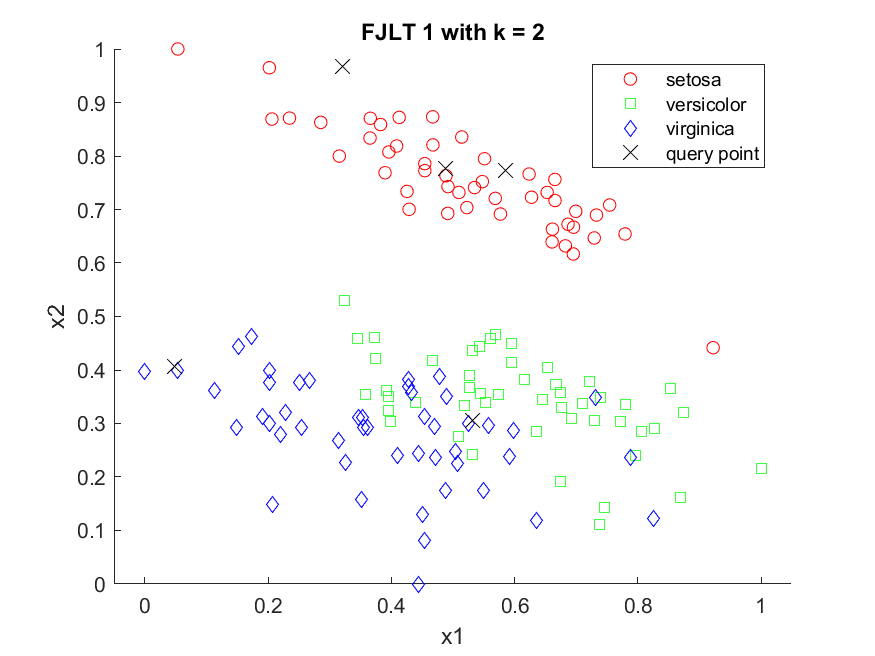 FJLT 1 with k = 2
setosa
versicolor
virginica
query point
1
0.9
0.8
0.7
0.6
0.5
0.4
0.3
0.2
0.1
0
x2
0 0.2 0.4 0.6 0.8 1
x1